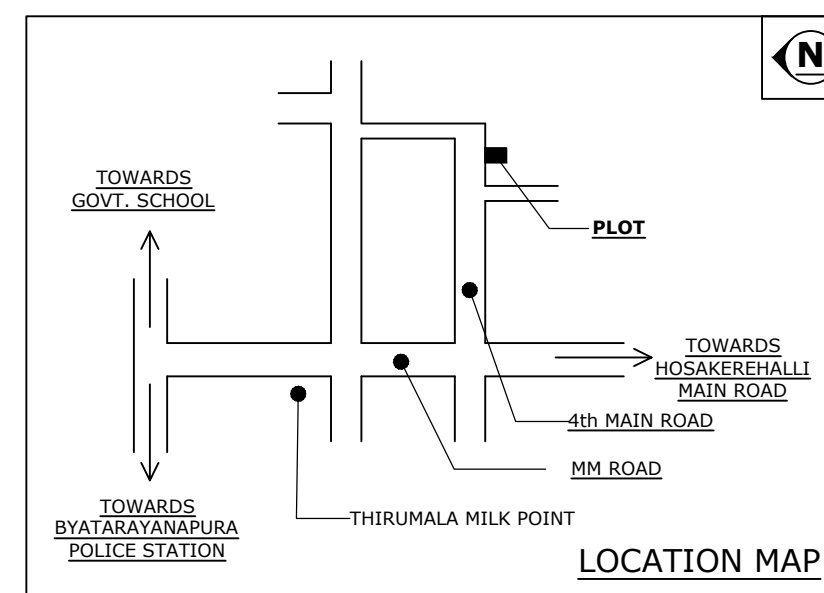 N
TOWARDS
GOVT. SCHOOL
PLOT
TOWARDS
HOSAKEREHALLI
MAIN ROAD
4th MAIN ROAD
MM ROAD
TOWARDS
BYATARAYANAPURA
POLICE STATION
THIRUMALA MILK POINT
LOCATION MAP